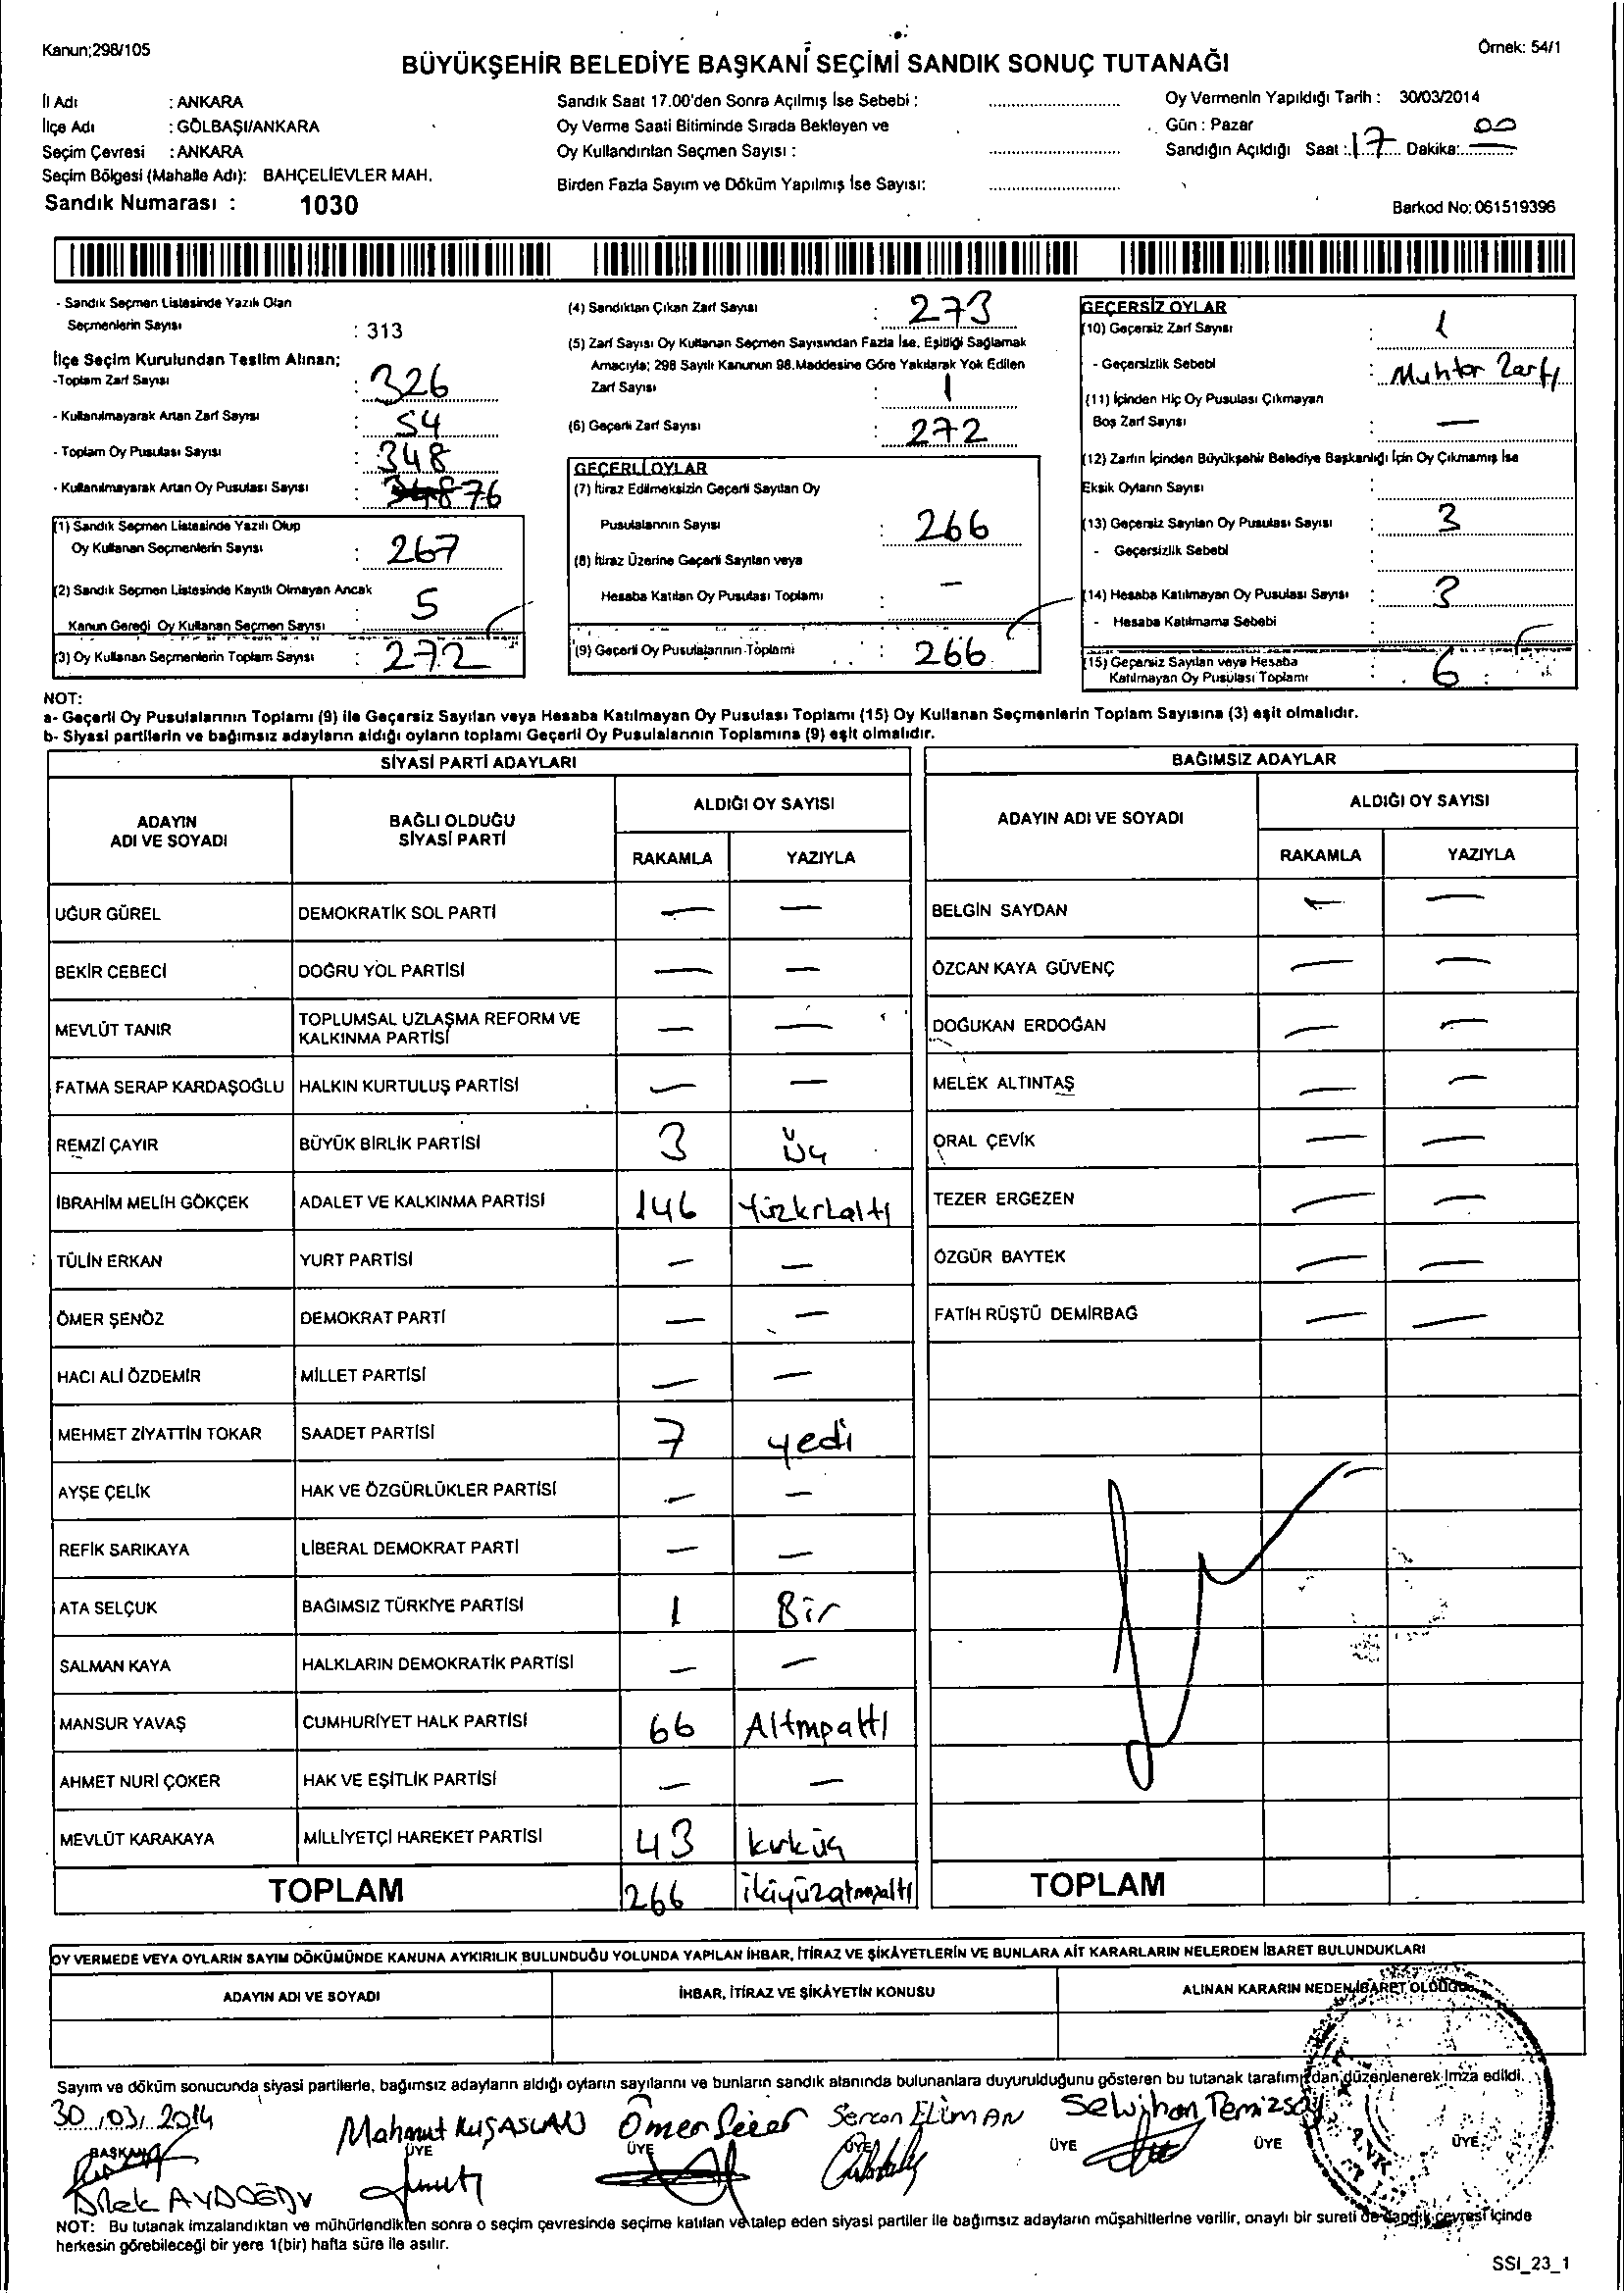 Kanun;298/105
Örnek: 54/1
BÜYÜKŞEHİR BELEDİYE BAŞKANI SEÇİMİ SANDIK SONUÇ TUTANAĞI
İl Adı : ANKARA
İlçe Adı : GÖLBAŞI/ANKARA
Seçim Çevresi : ANKARA
Seçim Bölgesi (Mahalle Adı): BAHÇELİEVLER MAH.
Sandık Numarası : 1030
Sandık Saat 17.00'den Sonra Açılmış İse Sebebi :
Oy Verme Saati Bitiminde Sırada Bekleyen ve
Oy Kullandırılan Seçmen Sayısı :
Birden Fazla Sayım ve Döküm Yapılmış İse Sayısı:
Oy Vermenin Yapıldığı Tarih : 30/03/2014
Gün : Pazar
Sandığın Açıldığı Saat : 17 Dakika: 00
Barkod No: 061519396
- Sandık Seçmen Listesinde Yazılı Olan
Seçmenlerin Sayısı : 313
İlçe Seçim Kurulundan Teslim Alınan;
-Toplam Zarf Sayısı : 326
- Kullanılmayarak Artan Zarf Sayısı : 54
- Toplam Oy Pusulası Sayısı : 348
- Kullanılmayarak Artan Oy Pusulası Sayısı : 76
(1) Sandık Seçmen Listesinde Yazılı Olup
Oy Kullanan Seçmenlerin Sayısı : 267
(2) Sandık Seçmen Listesinde Kayıtlı Olmayan Ancak
Kanun Gereği Oy Kullanan Seçmen Sayısı 5
(3) Oy Kullanan Seçmenlerin Toplam Sayısı : 272
(4) Sandıktan Çıkan Zarf Sayısı : 273
(5) Zarf Sayısı Oy Kullanan Seçmen Sayısından Fazla İse, Eşitliği Sağlamak
Amacıyla; 298 Sayılı Kanunun 98.Maddesine Göre Yakılarak Yok Edilen
Zarf Sayısı : 1
(6) Geçerli Zarf Sayısı : 272
GEÇERLİ OYLAR
(7) İtiraz Edilmeksizin Geçerli Sayılan Oy
Pusulalarının Sayısı : 266
(8) İtiraz Üzerine Geçerli Sayılan veya
Hesaba Katılan Oy Pusulası Toplamı : -
(9) Geçerli Oy Pusulalarının Toplamı : 266
GEÇERSİZ OYLAR
(10) Geçersiz Zarf Sayısı : 1
- Geçersizlik Sebebi : Muhtar Zarfı
(11) İçinden Hiç Oy Pusulası Çıkmayan
Boş Zarf Sayısı : —
(12) Zarfın İçinden Büyükşehir Belediye Başkanlığı İçin Oy Çıkmamış İse
Eksik Oyların Sayısı :
(13) Geçersiz Sayılan Oy Pusulası Sayısı : 3
- Geçersizlik Sebebi :
(14) Hesaba Katılmayan Oy Pusulası Sayısı : 3
- Hesaba Katılmama Sebebi :
(15) Geçersiz Sayılan veya Hesaba
Katılmayan Oy Pusulası Toplamı : 6
NOT:
a- Geçerli Oy Pusulalarının Toplamı (9) ile Geçersiz Sayılan veya Hesaba Katılmayan Oy Pusulası Toplamı (15) Oy Kullanan Seçmenlerin Toplam Sayısına (3) eşit olmalıdır.
b- Siyasi partilerin ve bağımsız adayların aldığı oyların toplamı Geçerli Oy Pusulalarının Toplamına (9) eşit olmalıdır.
SİYASİ PARTİ ADAYLARI
ADAYIN ADI VE SOYADI
BAĞLI OLDUĞU SİYASİ PARTİ
ALDIĞI OY SAYISI
RAKAMLA YAZIYLA
UĞUR GÜREL DEMOKRATİK SOL PARTİ — —
BEKİR CEBECİ DOĞRU YOL PARTİSİ — —
MEVLÜT TANIR TOPLUMSAL UZLAŞMA REFORM VE KALKINMA PARTİSİ — —
FATMA SERAP KARDAŞOĞLU HALKIN KURTULUŞ PARTİSİ — —
REMZİ ÇAYIR BÜYÜK BİRLİK PARTİSİ 3 Üç
İBRAHİM MELİH GÖKÇEK ADALET VE KALKINMA PARTİSİ 146 Yüzkrkaltı
TÜLİN ERKAN YURT PARTİSİ — —
ÖMER ŞENÖZ DEMOKRAT PARTİ — —
HACI ALİ ÖZDEMİR MİLLET PARTİSİ — —
MEHMET ZİYATTİN TOKAR SAADET PARTİSİ 7 yedi
AYŞE ÇELİK HAK VE ÖZGÜRLÜKLER PARTİSİ — —
REFİK SARIKAYA LİBERAL DEMOKRAT PARTİ — —
ATA SELÇUK BAĞIMSIZ TÜRKİYE PARTİSİ 1 Bir
SALMAN KAYA HALKLARIN DEMOKRATİK PARTİSİ — —
MANSUR YAVAŞ CUMHURİYET HALK PARTİSİ 66 Altmışaltı
AHMET NURİ ÇOKER HAK VE EŞİTLİK PARTİSİ — —
MEVLÜT KARAKAYA MİLLİYETÇİ HAREKET PARTİSİ 43 kırküç
TOPLAM 266 ikiyüzatmışaltı
BAĞIMSIZ ADAYLAR
ADAYIN ADI VE SOYADI
ALDIĞI OY SAYISI
RAKAMLA YAZIYLA
BELGİN SAYDAN — —
ÖZCAN KAYA GÜVENÇ — —
DOĞUKAN ERDOĞAN — —
MELEK ALTINTAŞ — —
ORAL ÇEVİK — —
TEZER ERGEZEN — —
ÖZGÜR BAYTEK — —
FATİH RÜŞTÜ DEMİRBAĞ — —
TOPLAM
OY VERMEDE VEYA OYLARIN SAYIM DÖKÜMÜNDE KANUNA AYKIRILIK BULUNDUĞU YOLUNDA YAPILAN İHBAR, İTİRAZ VE ŞİKÂYETLERİN VE BUNLARA AİT KARARLARIN NELERDEN İBARET BULUNDUKLARI
ADAYIN ADI VE SOYADI
İHBAR, İTİRAZ VE ŞİKÂYETİN KONUSU
ALINAN KARARIN NEDEN İBARET OLDUĞU
Sayım ve döküm sonucunda siyasi partilerle, bağımsız adayların aldığı oyların sayılarını ve bunların sandık alanında bulunanlara duyurulduğunu gösteren bu tutanak tarafımızdan düzenlenerek imza edildi.
30/03/2014
Mahmut KUŞASLAN Ömer Sercan ELİMAN Selvihan
BAŞKAN ÜYE ÜYE ÜYE ÜYE ÜYE ÜYE
Dilek AYDOĞDU
NOT: Bu tutanak imzalandıktan ve mühürlendikten sonra o seçim çevresinde seçime katılan ve talep eden siyasi partiler ile bağımsız adayların müşahitlerine verilir, onaylı bir sureti de sandık çevresi içinde
herkesin görebileceği bir yere 1(bir) hafta süre ile asılır.
SSI_23_1